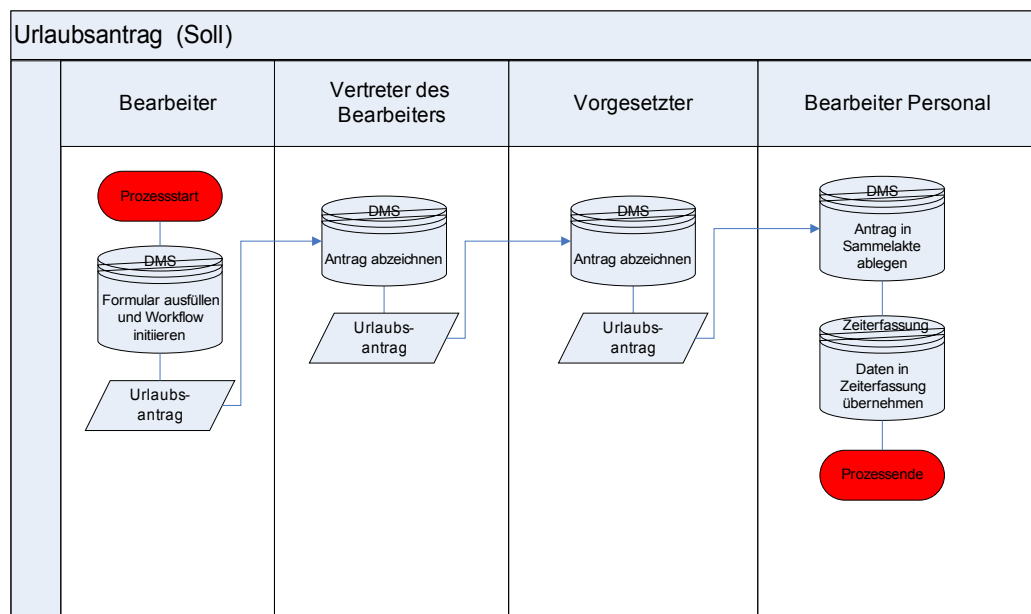 Urlaubsantrag (Soll)
Bearbeiter
Vertreter des
Bearbeiters
Vorgesetzter
Bearbeiter Personal
Prozessstart
DMS
Formular ausfüllen
und Workflow
initiieren
Urlaubs-
antrag
DMS
Antrag abzeichnen
Urlaubs-
antrag
DMS
Antrag abzeichnen
Urlaubs-
antrag
DMS
Antrag in
Sammelakte
ablegen
Zeiterfassung
Daten in
Zeiterfassung
übernehmen
Prozessende